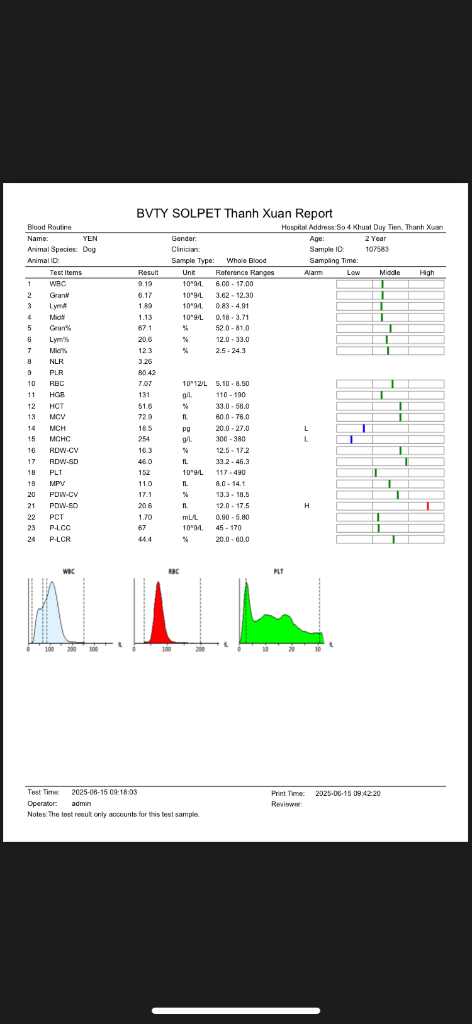 BVTY SOLPET Thanh Xuan Report
Blood Routine Hospital Address:So 4 Khuat Duy Tien, Thanh Xuan
Name: YEN Gender: Age: 2 Year
Animal Species: Dog Clinician: Sample ID: 107583
Animal ID: Sample Type: Whole Blood Sampling Time:
Test Items Result Unit Reference Ranges Alarm Low Middle High
1 WBC 9.19 10^9/L 6.00 - 17.00
2 Gran# 6.17 10^9/L 3.62 - 12.30
3 Lym# 1.89 10^9/L 0.83 - 4.91
4 Mid# 1.13 10^9/L 0.18 - 3.71
5 Gran% 67.1 % 52.0 - 81.0
6 Lym% 20.6 % 12.0 - 33.0
7 Mid% 12.3 % 2.5 - 24.3
8 NLR 3.26
9 PLR 80.42
10 RBC 7.07 10^12/L 5.10 - 8.50
11 HGB 131 g/L 110 - 190
12 HCT 51.6 % 33.0 - 56.0
13 MCV 72.9 fL 60.0 - 76.0
14 MCH 18.5 pg 20.0 - 27.0 L
15 MCHC 254 g/L 300 - 380 L
16 RDW-CV 16.3 % 12.5 - 17.2
17 RDW-SD 46.0 fL 33.2 - 46.3
18 PLT 152 10^9/L 117 - 490
19 MPV 11.0 fL 8.0 - 14.1
20 PDW-CV 17.1 % 13.3 - 18.5
21 PDW-SD 20.6 fL 12.0 - 17.5 H
22 PCT 1.70 mL/L 0.90 - 5.80
23 P-LCC 67 10^9/L 45 - 170
24 P-LCR 44.4 % 20.0 - 60.0
WBC RBC PLT
0 100 200 300 fL 0 100 200 fL 0 10 20 30 fL
Test Time: 2025-06-15 09:18:03 Print Time: 2025-06-15 09:42:20
Operator: admin Reviewer:
Notes:The test result only accounts for this test sample.